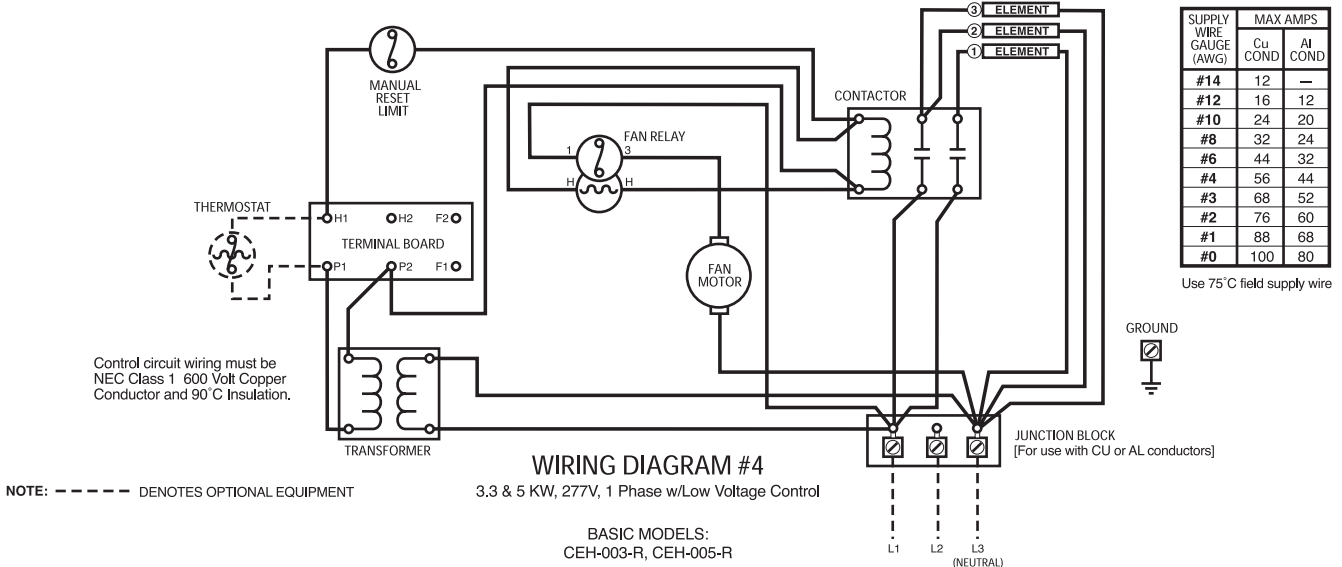 3 ELEMENT
2 ELEMENT
1 ELEMENT
MANUAL
RESET
LIMIT
CONTACTOR
FAN RELAY
1
3
H
H
THERMOSTAT
H1 H2 F2
TERMINAL BOARD
P1 P2 F1
FAN
MOTOR
Control circuit wiring must be
NEC Class 1 600 Volt Copper
Conductor and 90°C Insulation.
TRANSFORMER
GROUND
JUNCTION BLOCK
[For use with CU or AL conductors]
L1 L2 L3
(NEUTRAL)
NOTE: DENOTES OPTIONAL EQUIPMENT
WIRING DIAGRAM #4
3.3 & 5 KW, 277V, 1 Phase w/Low Voltage Control
BASIC MODELS:
CEH-003-R, CEH-005-R
SUPPLY
WIRE
GAUGE
(AWG)
MAX AMPS
Cu
COND
Al
COND
#14 12 —
#12 16 12
#10 24 20
#8 32 24
#6 44 32
#4 56 44
#3 68 52
#2 76 60
#1 88 68
#0 100 80
Use 75°C field supply wire